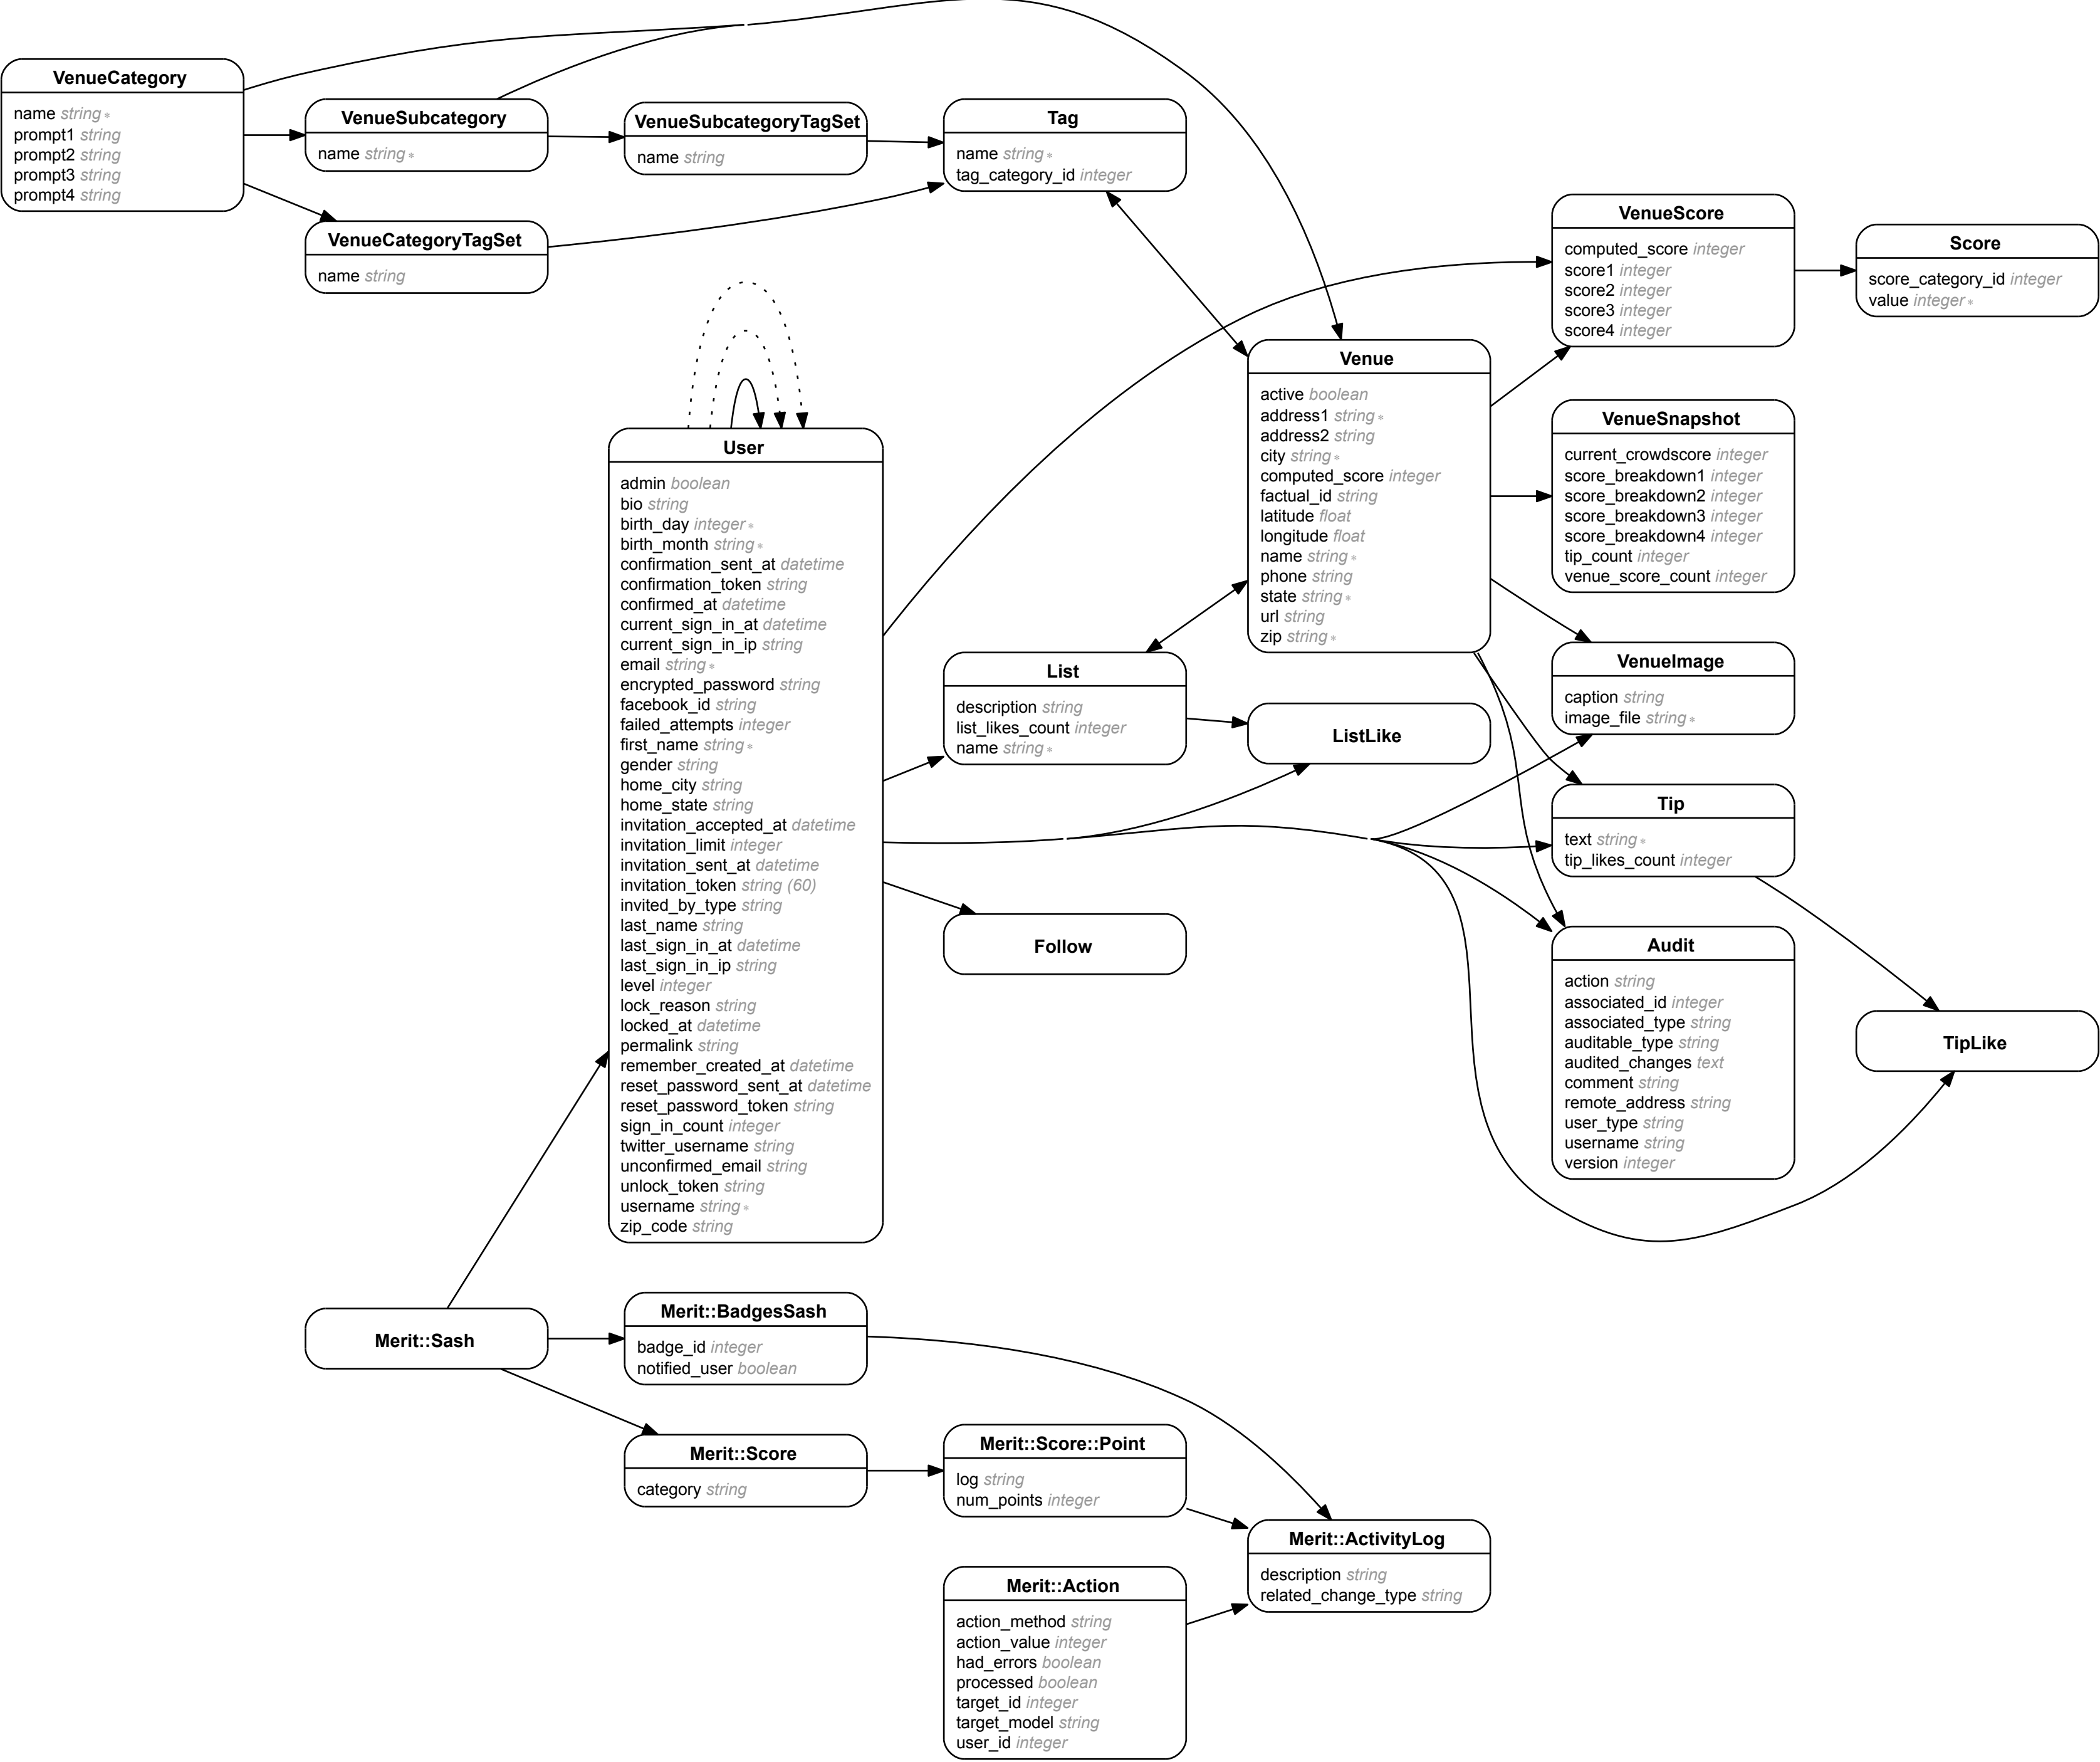 VenueCategory
name string *
prompt1 string
prompt2 string
prompt3 string
prompt4 string
VenueSubcategory
name string *
VenueSubcategoryTagSet
name string
Tag
name string *
tag_category_id integer
VenueCategoryTagSet
name string
VenueScore
computed_score integer
score1 integer
score2 integer
score3 integer
score4 integer
Score
score_category_id integer
value integer *
Venue
active boolean
address1 string *
address2 string
city string *
computed_score integer
factual_id string
latitude float
longitude float
name string *
phone string
state string *
url string
zip string *
VenueSnapshot
current_crowdscore integer
score_breakdown1 integer
score_breakdown2 integer
score_breakdown3 integer
score_breakdown4 integer
tip_count integer
venue_score_count integer
User
admin boolean
bio string
birth_day integer *
birth_month string *
confirmation_sent_at datetime
confirmation_token string
confirmed_at datetime
current_sign_in_at datetime
current_sign_in_ip string
email string *
encrypted_password string
facebook_id string
failed_attempts integer
first_name string *
gender string
home_city string
home_state string
invitation_accepted_at datetime
invitation_limit integer
invitation_sent_at datetime
invitation_token string (60)
invited_by_type string
last_name string
last_sign_in_at datetime
last_sign_in_ip string
level integer
lock_reason string
locked_at datetime
permalink string
remember_created_at datetime
reset_password_sent_at datetime
reset_password_token string
sign_in_count integer
twitter_username string
unconfirmed_email string
unlock_token string
username string *
zip_code string
List
description string
list_likes_count integer
name string *
ListLike
VenueImage
caption string
image_file string *
Tip
text string *
tip_likes_count integer
Follow
Audit
action string
associated_id integer
associated_type string
auditable_type string
audited_changes text
comment string
remote_address string
user_type string
username string
version integer
TipLike
Merit::Sash
Merit::BadgesSash
badge_id integer
notified_user boolean
Merit::Score
category string
Merit::Score::Point
log string
num_points integer
Merit::ActivityLog
description string
related_change_type string
Merit::Action
action_method string
action_value integer
had_errors boolean
processed boolean
target_id integer
target_model string
user_id integer